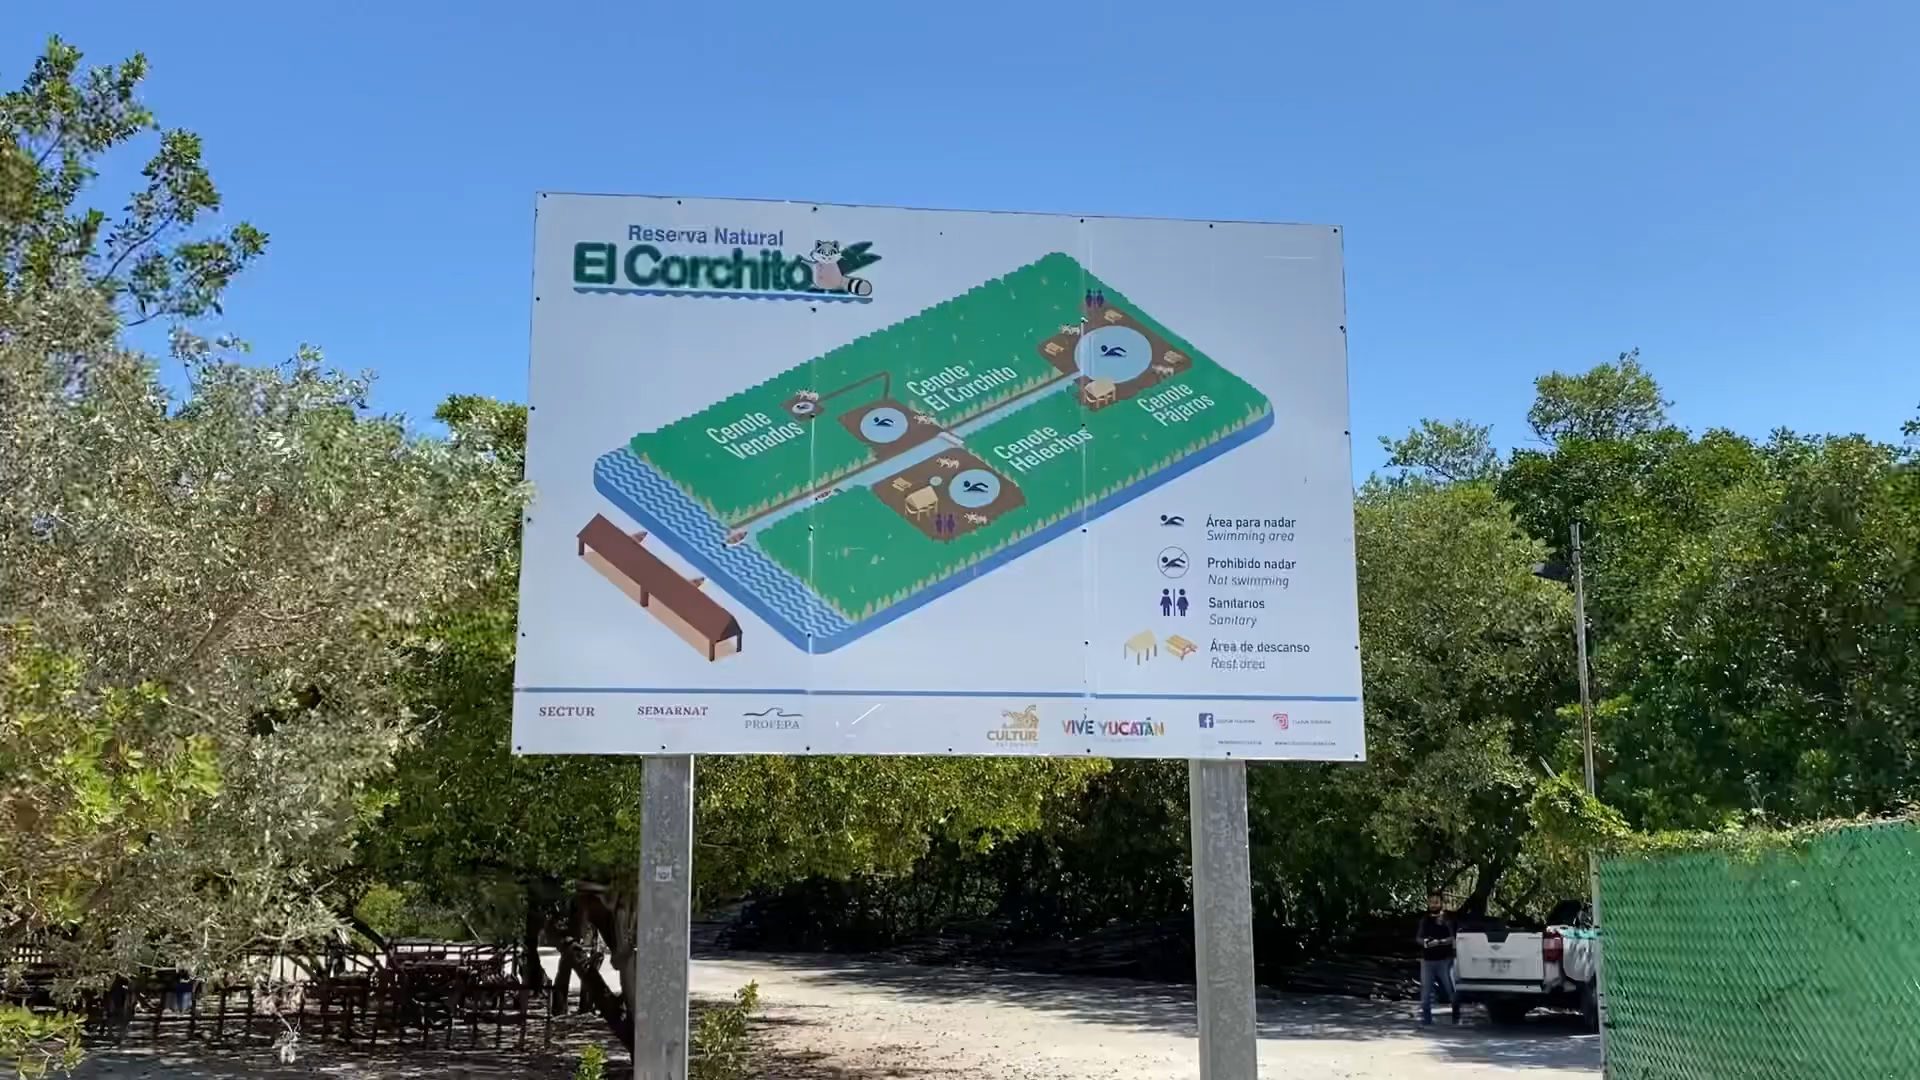 Reserva Natural
El Corchito
Cenote
Venados
Cenote
El Corchito
Cenote
Helechos
Cenote
Pájaros
Área para nadar
Swimming area
Prohibido nadar
Not swimming
Sanitarios
Sanitary
Área de descanso
Rest area
SECTUR
SEMARNAT
PROFEPA
CULTUR
VIVE YUCATÁN